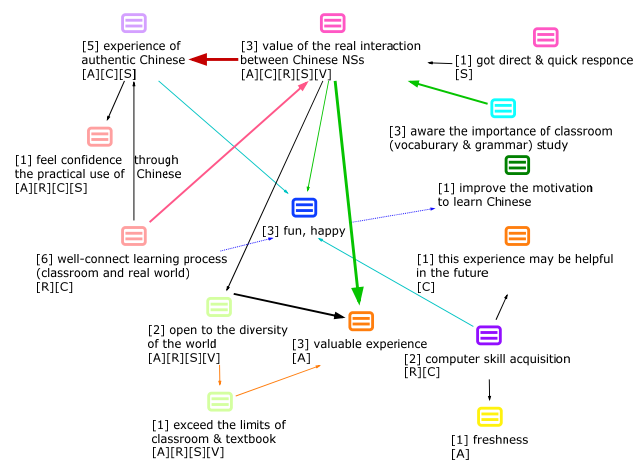 [5] experience of
authentic Chinese
[A][C][S]
[3] value of the real interaction
between Chinese NSs
[A][C][R][S][V]
[1] got direct & quick responce
[S]
[3] aware the importance of classroom
(vocaburary & grammar) study
[1] feel confidence through
the practical use of Chinese
[A][R][C][S]
[1] improve the motivation
to learn Chinese
[3] fun, happy
[6] well-connect learning process
(classroom and real world)
[R][C]
[1] this experience may be helpful
in the future
[C]
[2] open to the diversity
of the world
[A][R][S][V]
[3] valuable experience
[A]
[2] computer skill acquisition
[R][C]
[1] exceed the limits of
classroom & textbook
[A][R][S][V]
[1] freshness
[A]